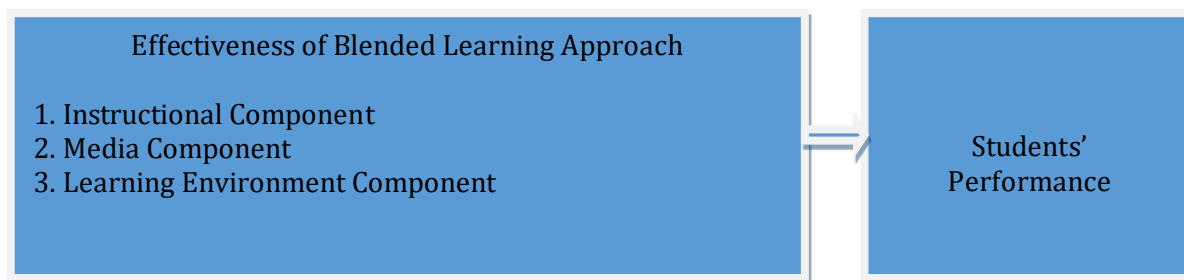 Effectiveness of Blended Learning Approach
1. Instructional Component
2. Media Component
3. Learning Environment Component
Students’
Performance